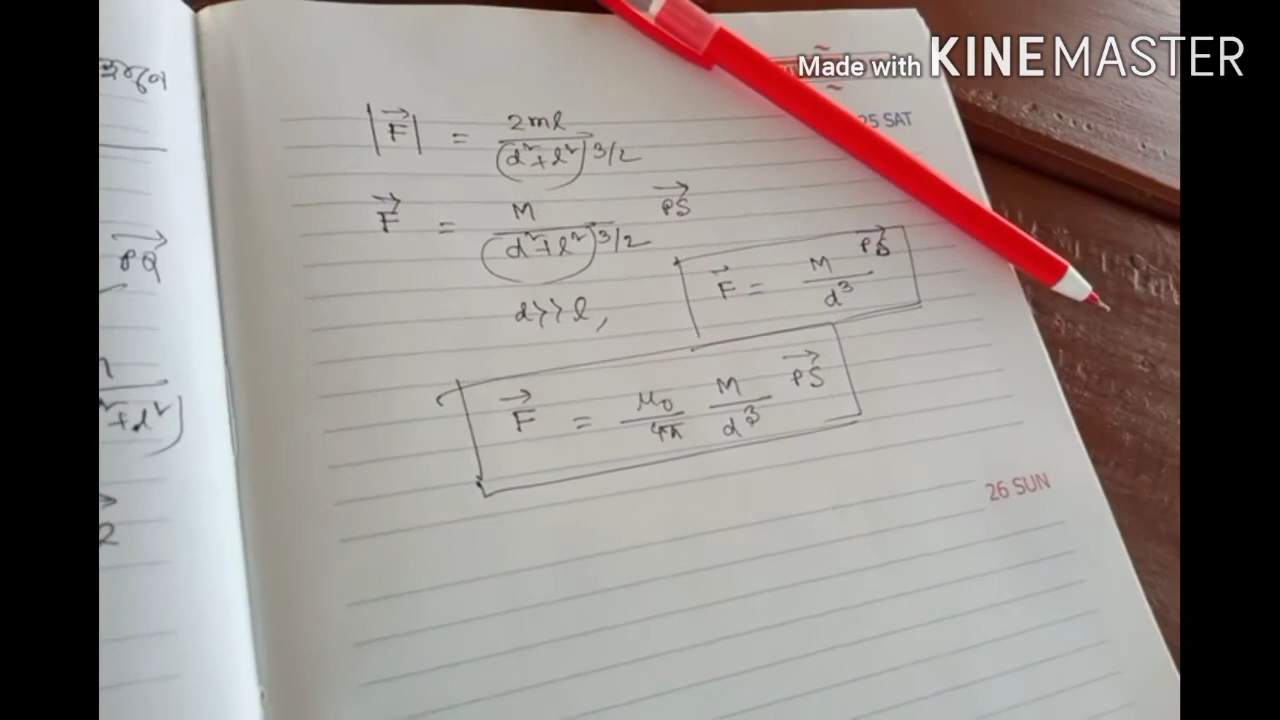 Made with KINEMASTER
25 SAT
|F⃗| = 2ml / (d²+l²)^3/2
F⃗ = M / (d²+l²)^3/2 PS⃗
d>>l,
F⃗ = M / d³ PS⃗
F⃗ = μ₀/4π M/d³ PS⃗
26 SUN
PQ⃗
+l²)